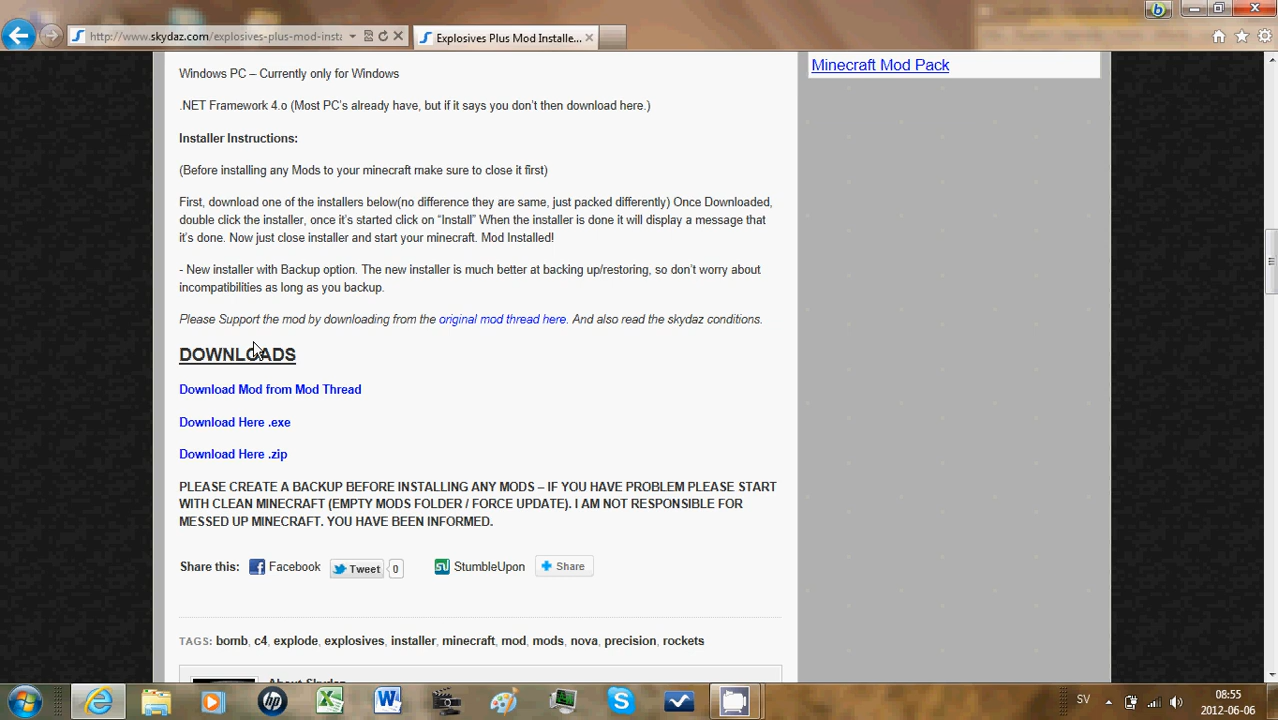 http://www.skydaz.com/explosives-plus-mod-insta
Explosives Plus Mod Installe...
Windows PC – Currently only for Windows
Minecraft Mod Pack
.NET Framework 4.o (Most PC's already have, but if it says you don't then download here.)
Installer Instructions:
(Before installing any Mods to your minecraft make sure to close it first)
First, download one of the installers below(no difference they are same, just packed differently) Once Downloaded,
double click the installer, once it's started click on “Install” When the installer is done it will display a message that
it's done. Now just close installer and start your minecraft. Mod Installed!
- New installer with Backup option. The new installer is much better at backing up/restoring, so don't worry about
incompatibilities as long as you backup.
Please Support the mod by downloading from the original mod thread here. And also read the skydaz conditions.
DOWNLOADS
Download Mod from Mod Thread
Download Here .exe
Download Here .zip
PLEASE CREATE A BACKUP BEFORE INSTALLING ANY MODS – IF YOU HAVE PROBLEM PLEASE START
WITH CLEAN MINECRAFT (EMPTY MODS FOLDER / FORCE UPDATE). I AM NOT RESPONSIBLE FOR
MESSED UP MINECRAFT. YOU HAVE BEEN INFORMED.
Share this: Facebook Tweet 0 StumbleUpon Share
TAGS: bomb, c4, explode, explosives, installer, minecraft, mod, mods, nova, precision, rockets
About Skydaz
SV
08:55
2012-06-06